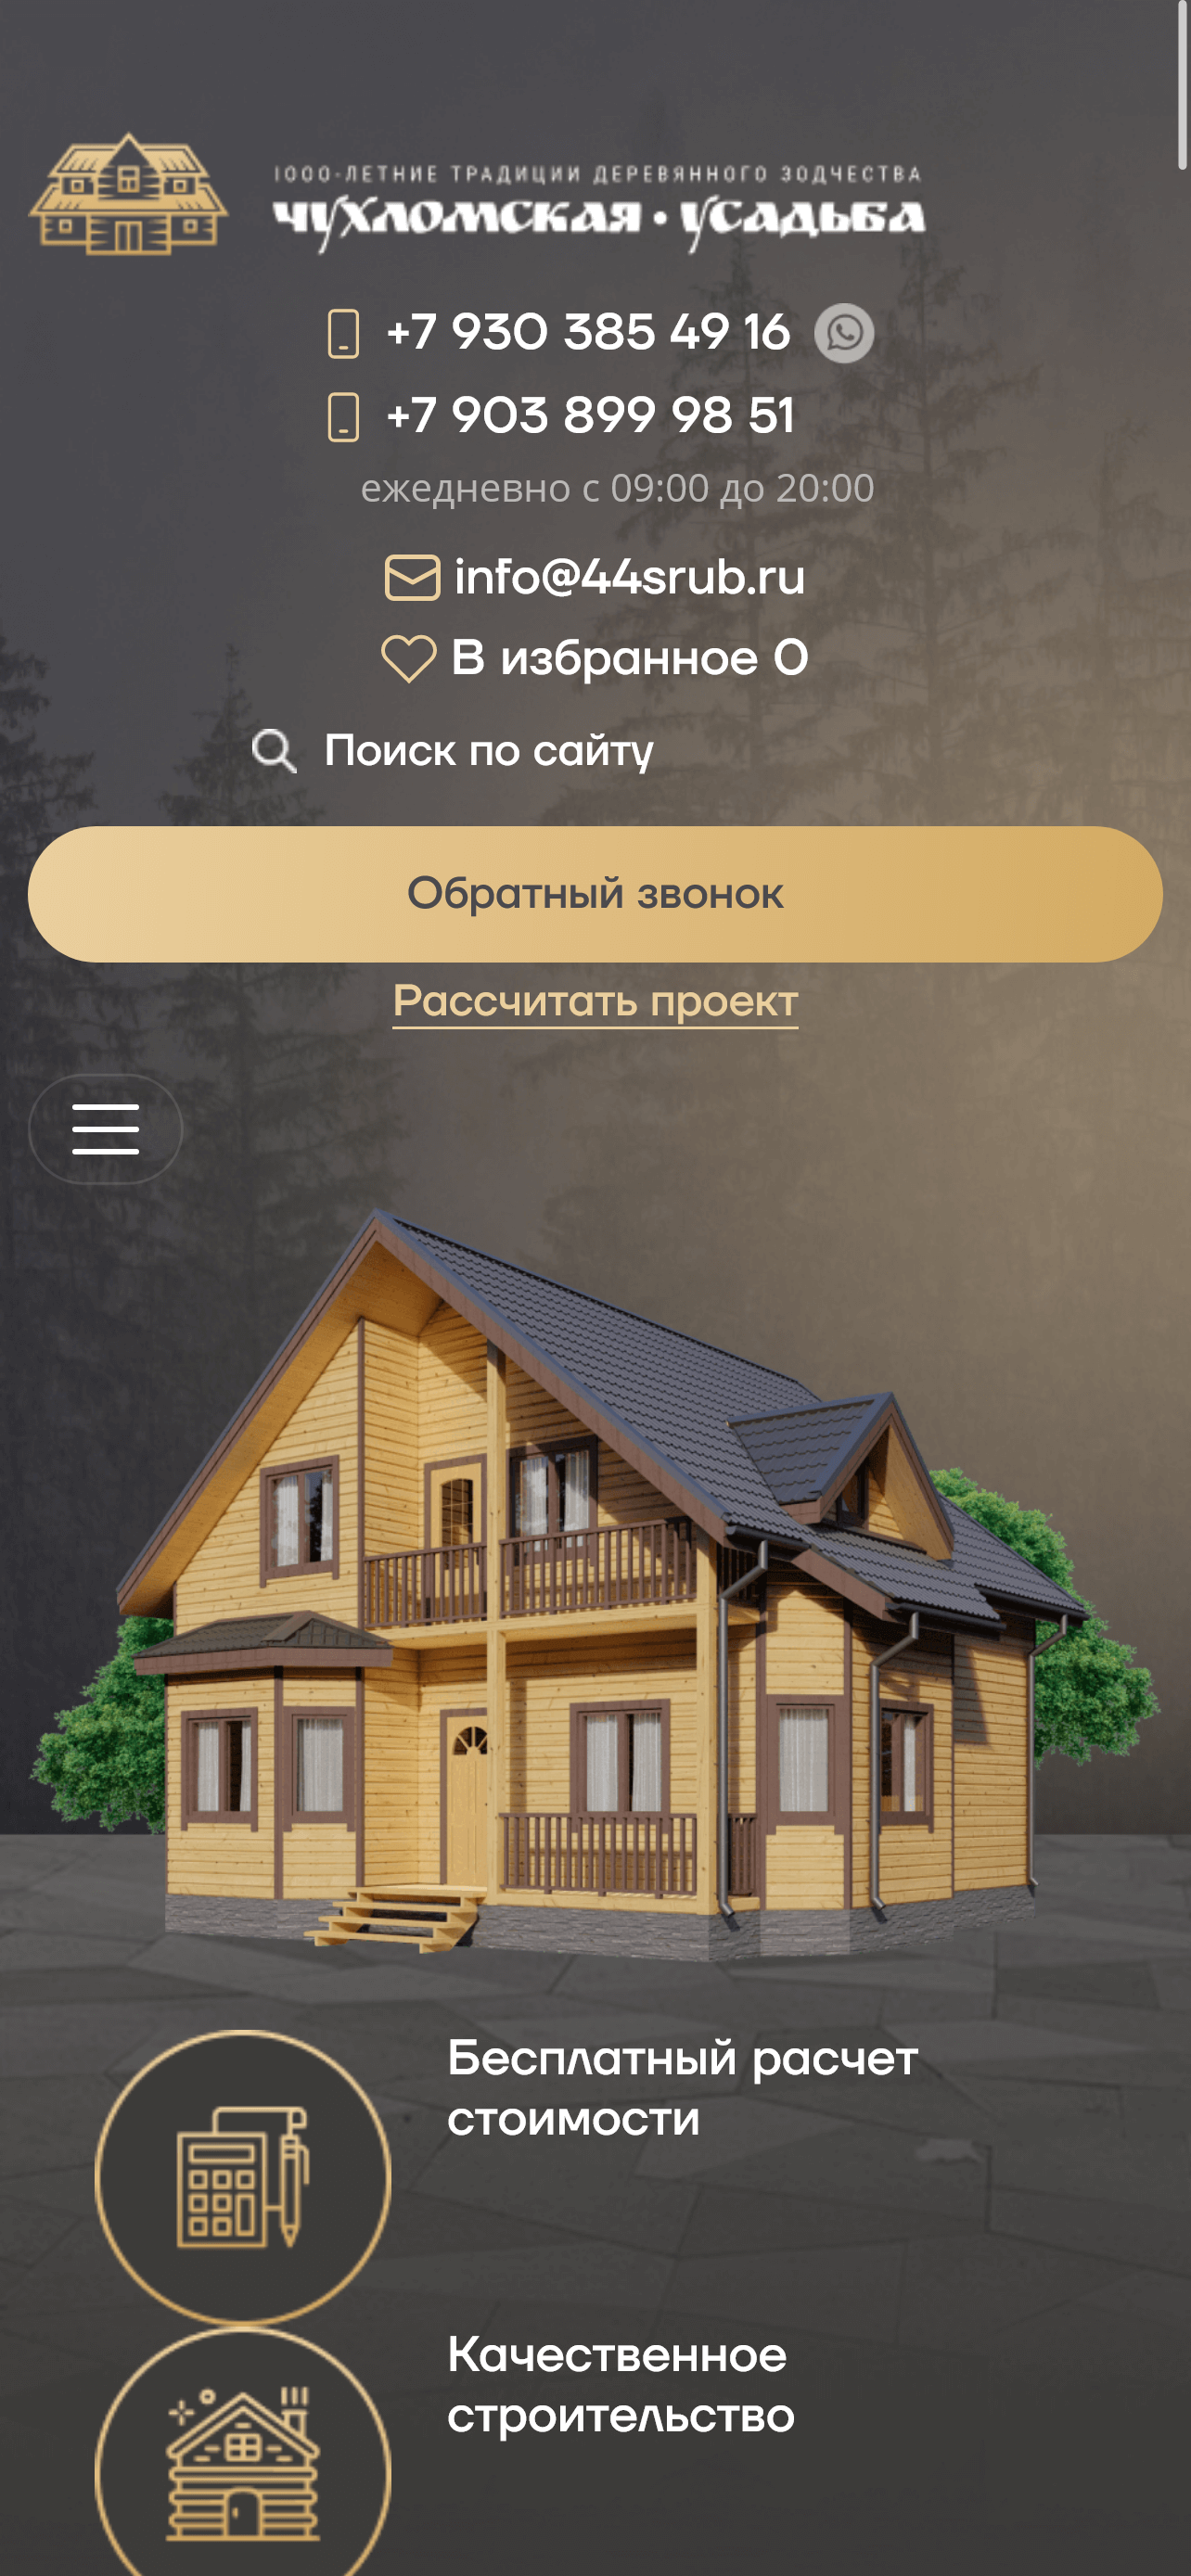 1000-ЛЕТНИЕ ТРАДИЦИИ ДЕРЕВЯННОГО ЗОДЧЕСТВА
ЧУХЛОМСКАЯ • УСАДЬБА
+7 930 385 49 16
+7 903 899 98 51
ежедневно с 09:00 до 20:00
info@44srub.ru
В избранное 0
Поиск по сайту
Обратный звонок
Рассчитать проект
Бесплатный расчет
стоимости
Качественное
строительство